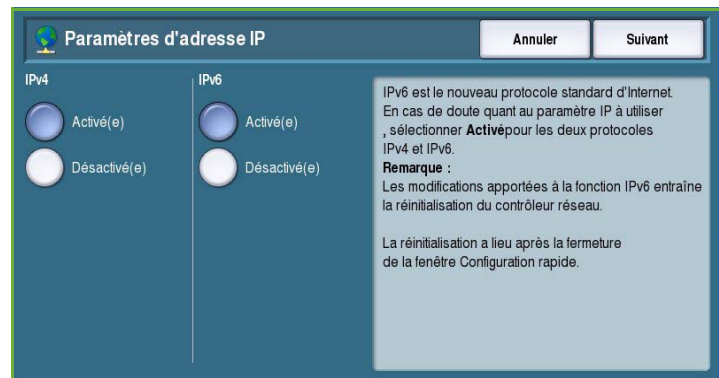 Paramètres d'adresse IP
Annuler
Suivant
IPv4
Activé(e)
Désactivé(e)
IPv6
Activé(e)
Désactivé(e)
IPv6 est le nouveau protocole standard d'Internet.
En cas de doute quant au paramètre IP à utiliser
, sélectionner Activépour les deux protocoles
IPv4 et IPv6.
Remarque :
Les modifications apportées à la fonction IPv6 entraîne
la réinitialisation du contrôleur réseau.
La réinitialisation a lieu après la fermeture
de la fenêtre Configuration rapide.